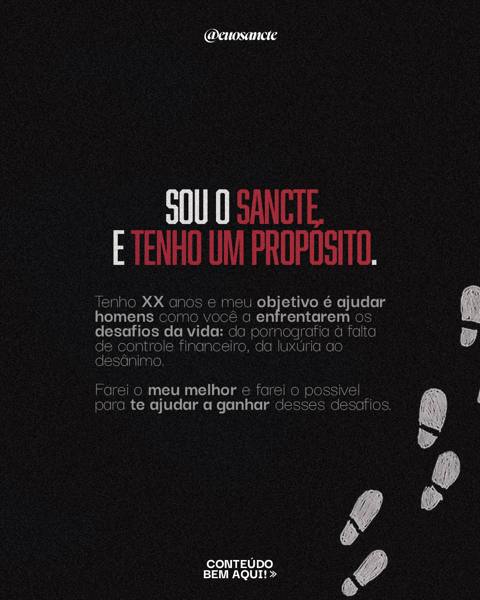 @euosancte
SOU O SANCTE.
E TENHO UM PROPÓSITO.
Tenho XX anos e meu objetivo é ajudar
homens como você a enfrentarem os
desafios da vida: da pornografia à falta
de controle financeiro, da luxúria ao
desânimo.
Farei o meu melhor e farei o possível
para te ajudar a ganhar desses desafios.
CONTEÚDO
BEM AQUI! »